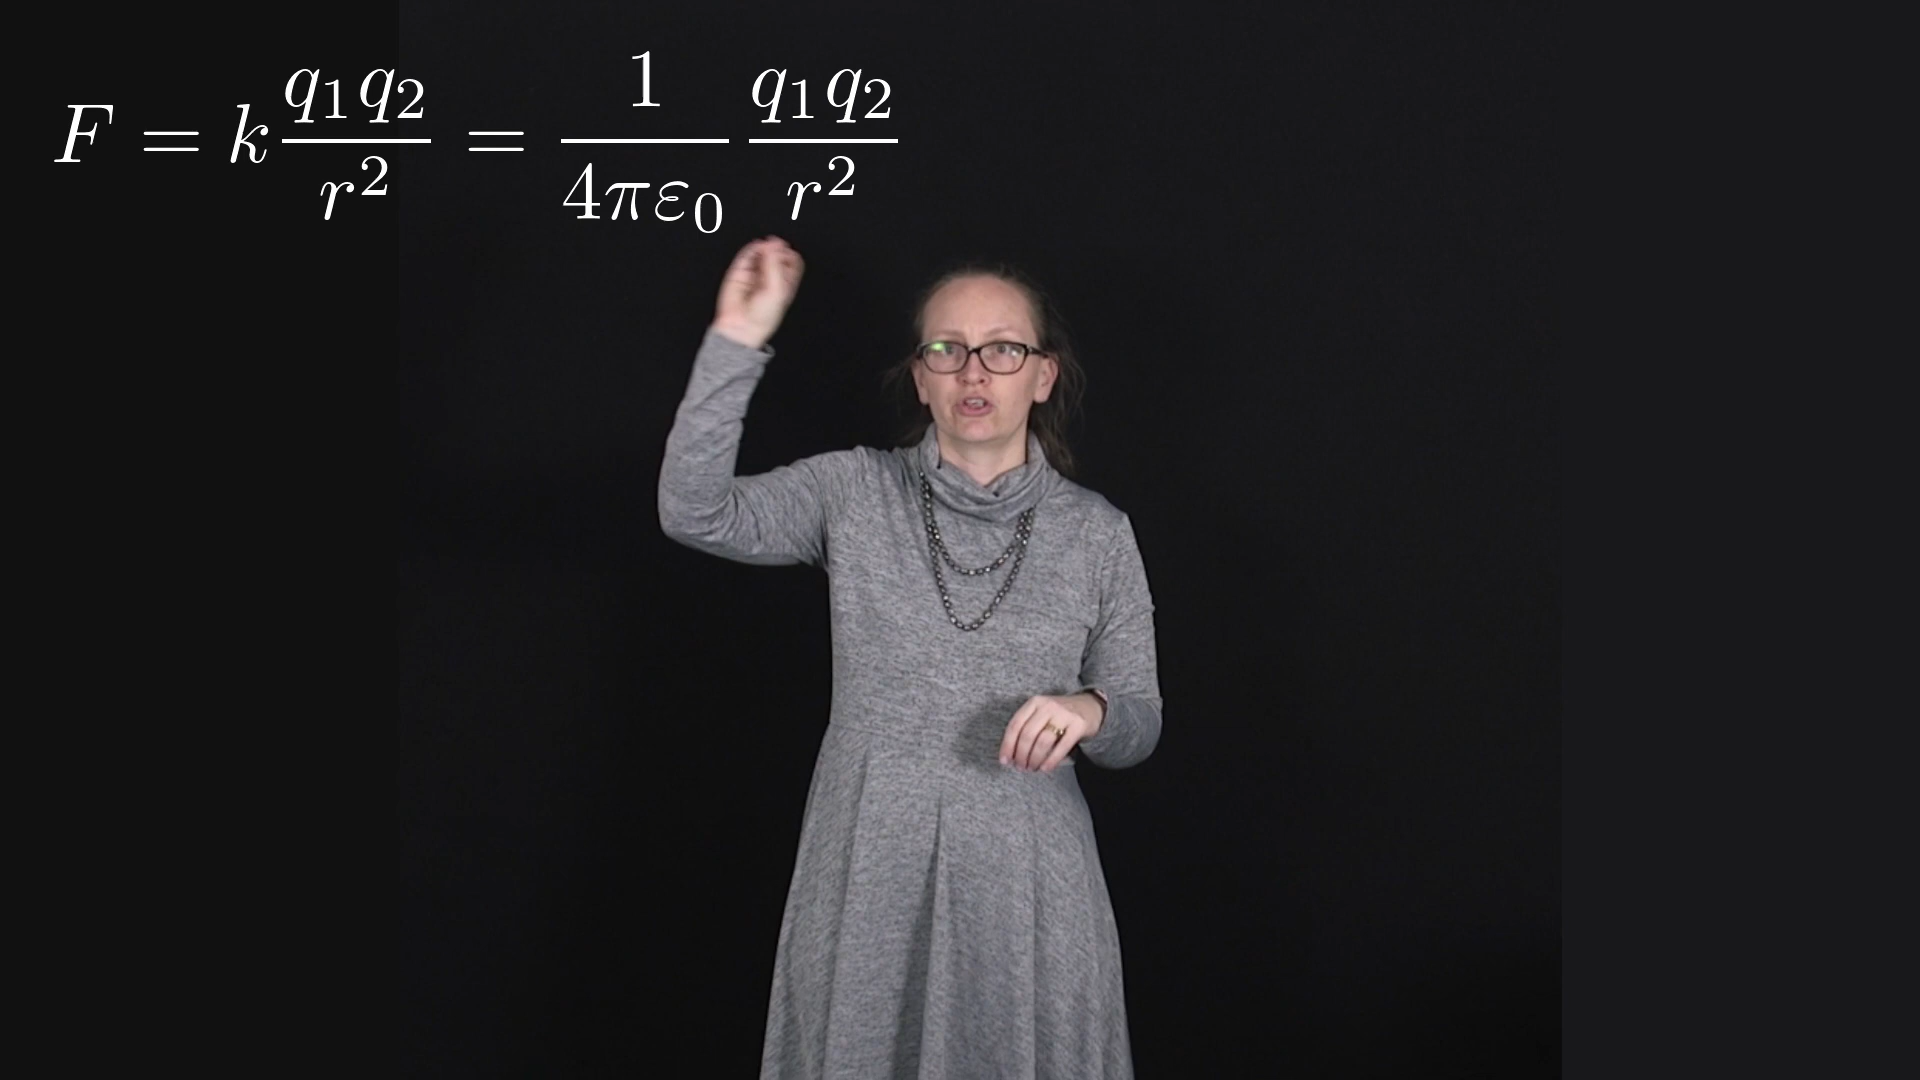 F = k q₁q₂/r² = 1/4πε₀ q₁q₂/r²